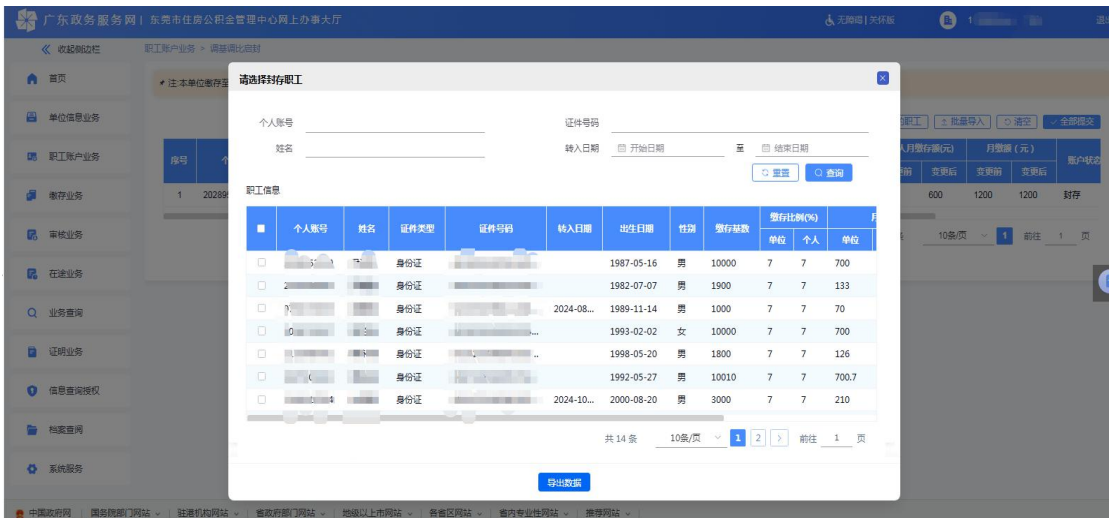 广东政务服务网 | 东莞市住房公积金管理中心网上办事大厅 无障碍 | 关怀版
收起侧边栏 职工账户业务 > 调基调比启封
首页
注:本单位缴存至
单位信息业务
职工账户业务
缴存业务
审核业务
在途业务
业务查询
证明业务
信息查询授权
档案查阅
系统服务
批量导入 清空 全部提交
序号 月缴额(元) 账户状态
变更后 变更前 变更后
1 600 1200 1200 封存
10条/页 1 前往 1 页
请选择封存职工
个人账号 证件号码
姓名 转入日期 开始日期 至 结束日期
重置 查询
职工信息
个人账号 姓名 证件类型 证件号码 转入日期 出生日期 性别 缴存基数 缴存比例(%)
单位 个人 单位
身份证 1987-05-16 男 10000 7 7 700
身份证 1982-07-07 男 1900 7 7 133
身份证 2024-08... 1989-11-14 男 1000 7 7 70
身份证 1993-02-02 女 10000 7 7 700
身份证 1998-05-20 男 1800 7 7 126
身份证 1992-05-27 男 10010 7 7 700.7
身份证 2024-10... 2000-08-20 男 3000 7 7 210
共 14 条 10条/页 1 2 > 前往 1 页
导出数据
中国政府网 国务院部门网站 驻港机构网站 省政府部门网站 地级以上市网站 各省区网站 省内专业性网站 推荐网站